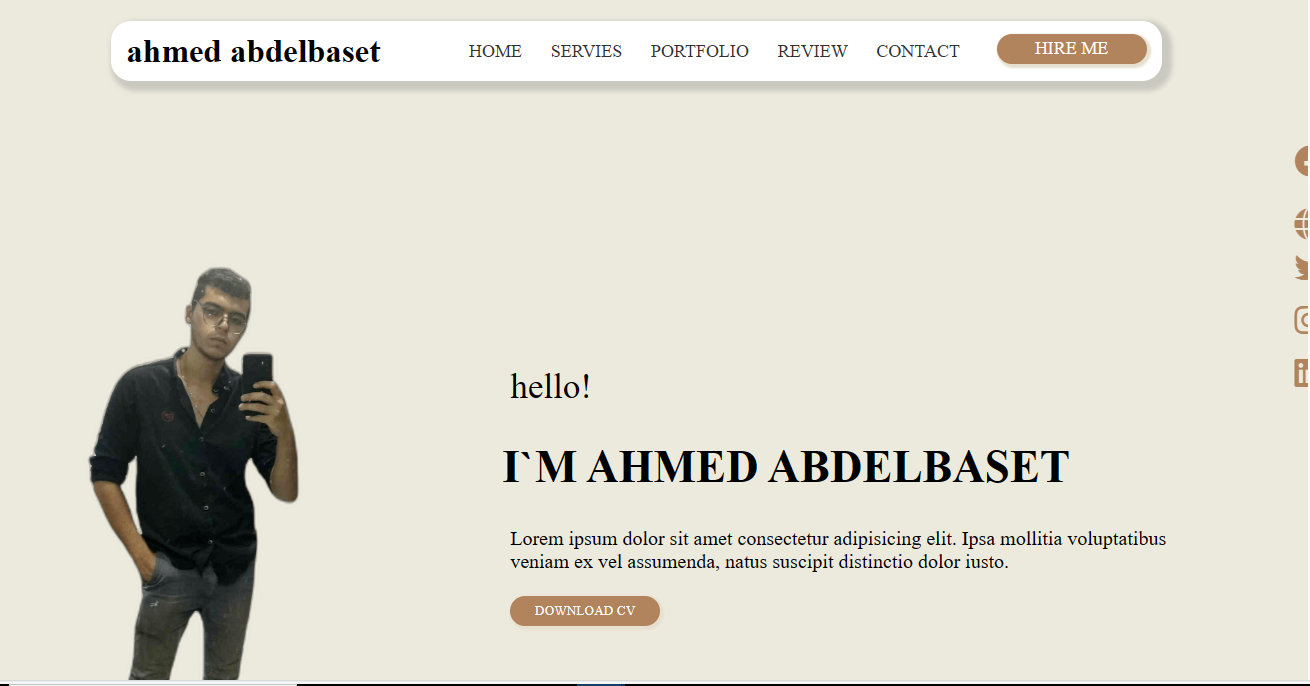 ahmed abdelbaset
HOME SERVIES PORTFOLIO REVIEW CONTACT HIRE ME
hello!
I`M AHMED ABDELBASET
Lorem ipsum dolor sit amet consectetur adipisicing elit. Ipsa mollitia voluptatibus
veniam ex vel assumenda, natus suscipit distinctio dolor iusto.
DOWNLOAD CV